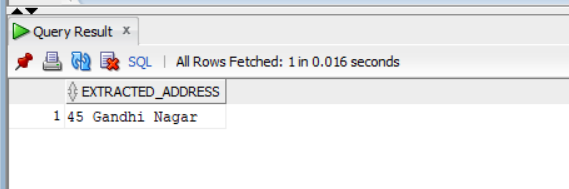 Query Result x
SQL | All Rows Fetched: 1 in 0.016 seconds
EXTRACTED_ADDRESS
1 45 Gandhi Nagar